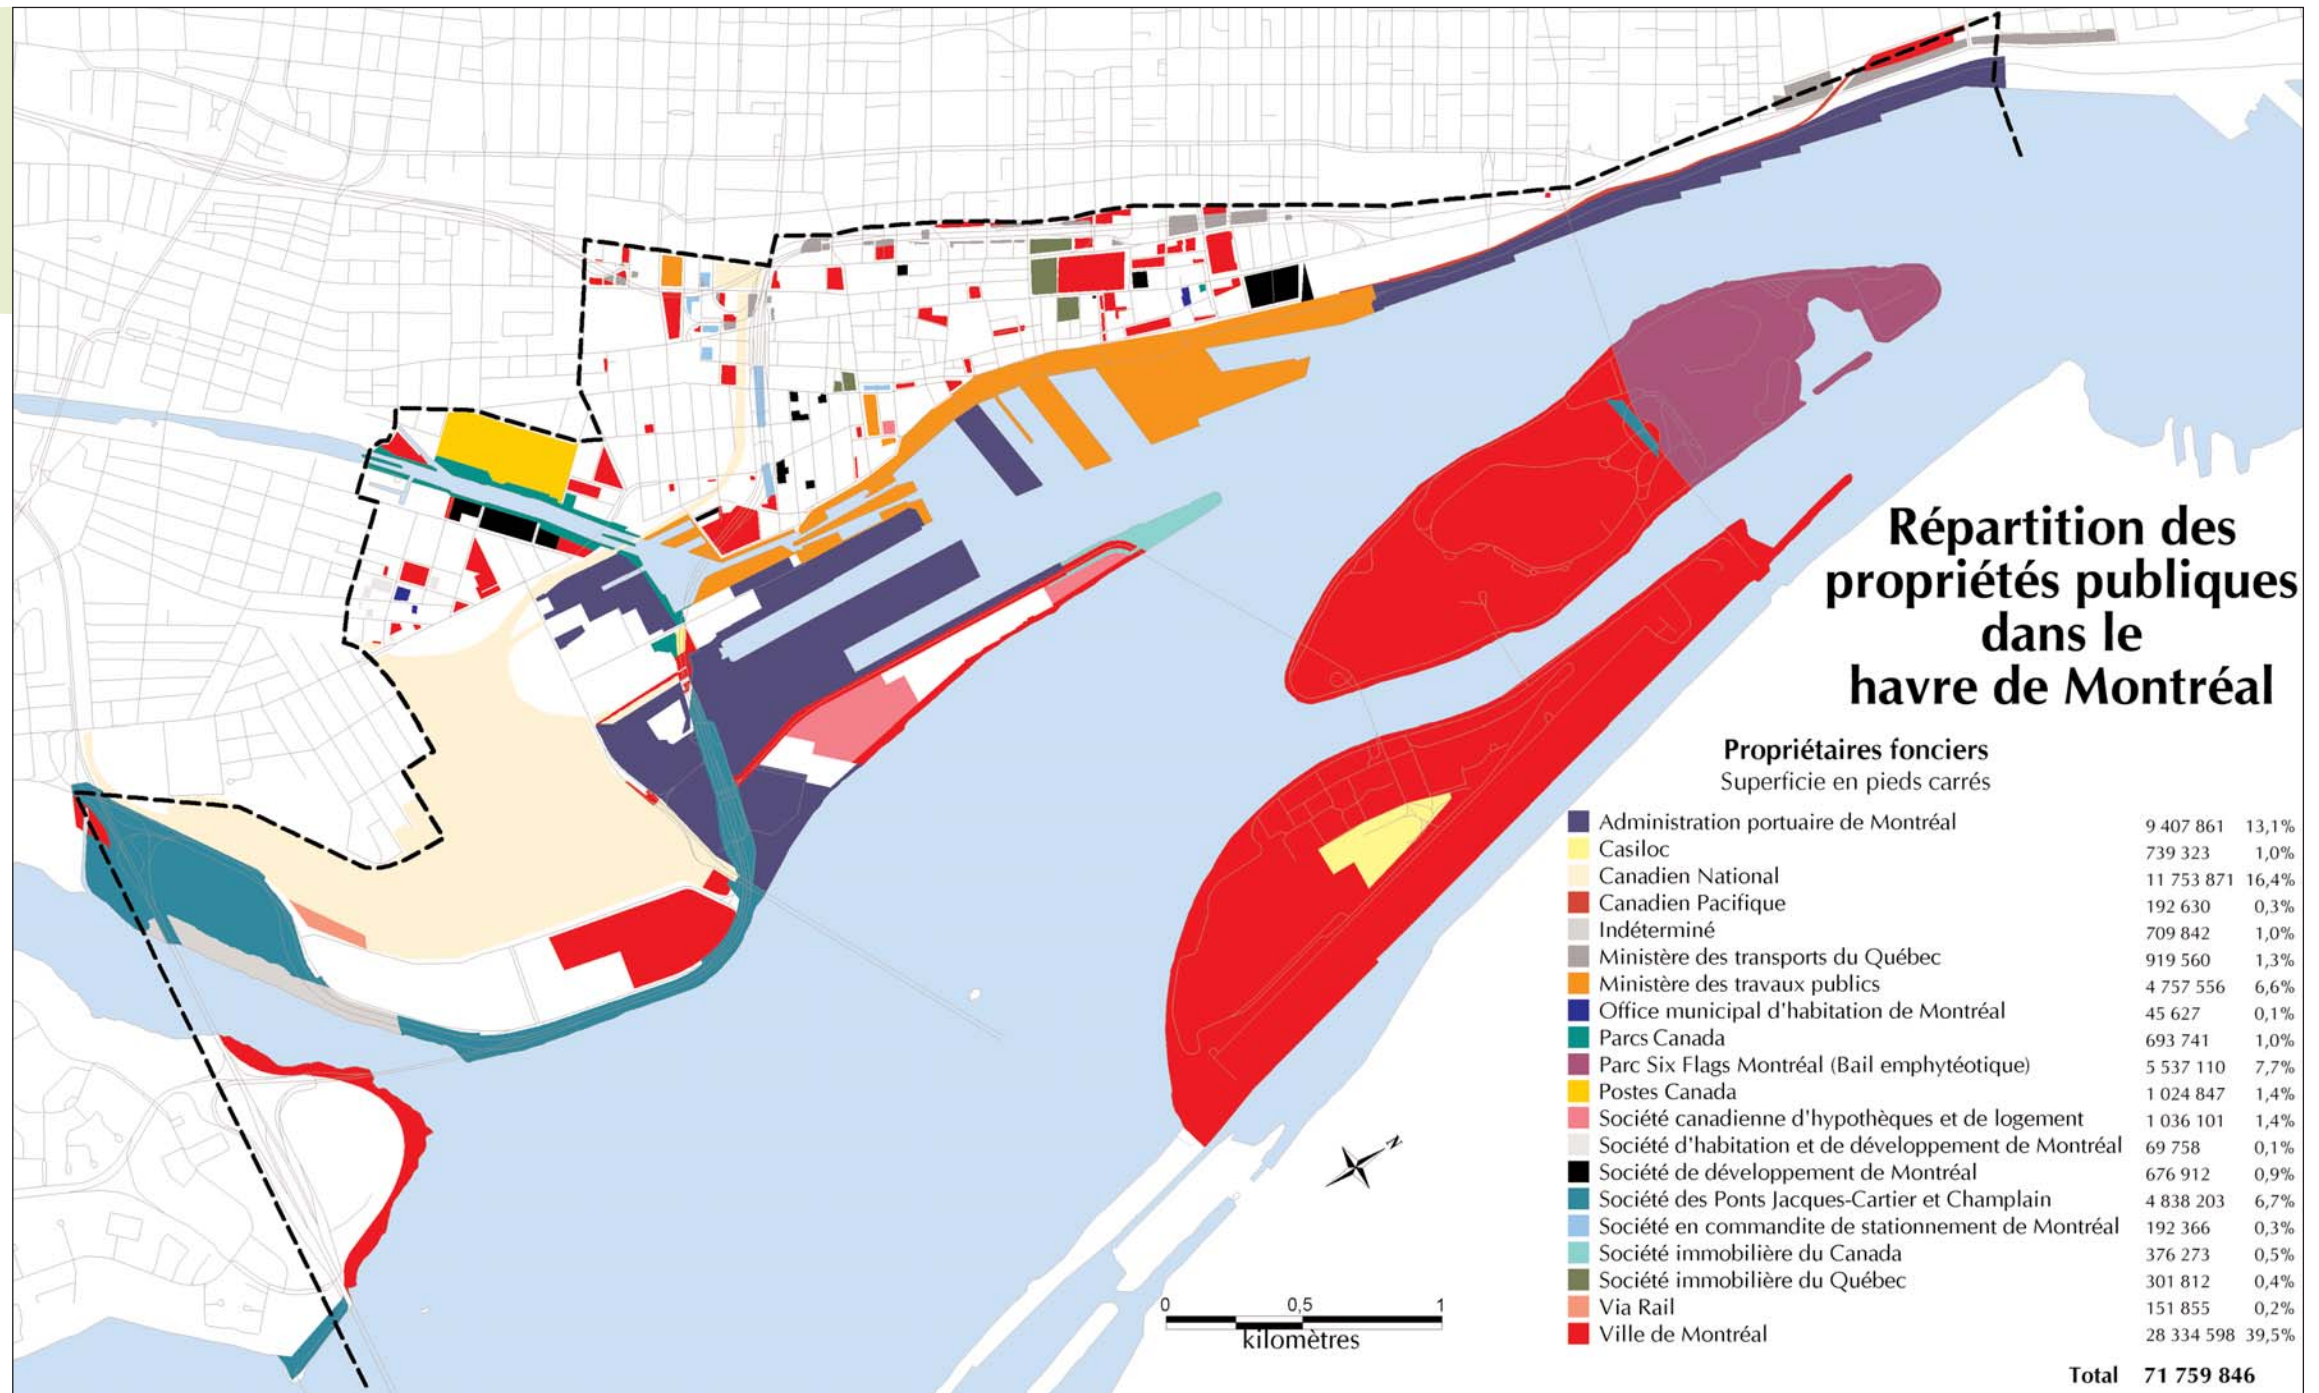 Répartition des
propriétés publiques
dans le
havre de Montréal
Propriétaires fonciers
Superficie en pieds carrés
Administration portuaire de Montréal 9 407 861 13,1%
Casiloc 739 323 1,0%
Canadien National 11 753 871 16,4%
Canadien Pacifique 192 630 0,3%
Indéterminé 709 842 1,0%
Ministère des transports du Québec 919 560 1,3%
Ministère des travaux publics 4 757 556 6,6%
Office municipal d'habitation de Montréal 45 627 0,1%
Parcs Canada 693 741 1,0%
Parc Six Flags Montréal (Bail emphytéotique) 5 537 110 7,7%
Postes Canada 1 024 847 1,4%
Société canadienne d'hypothèques et de logement 1 036 101 1,4%
Société d'habitation et de développement de Montréal 69 758 0,1%
Société de développement de Montréal 676 912 0,9%
Société des Ponts Jacques-Cartier et Champlain 4 838 203 6,7%
Société en commandite de stationnement de Montréal 192 366 0,3%
Société immobilière du Canada 376 273 0,5%
Société immobilière du Québec 301 812 0,4%
Via Rail 151 855 0,2%
Ville de Montréal 28 334 598 39,5%
Total 71 759 846
N
0 0,5 1
kilomètres